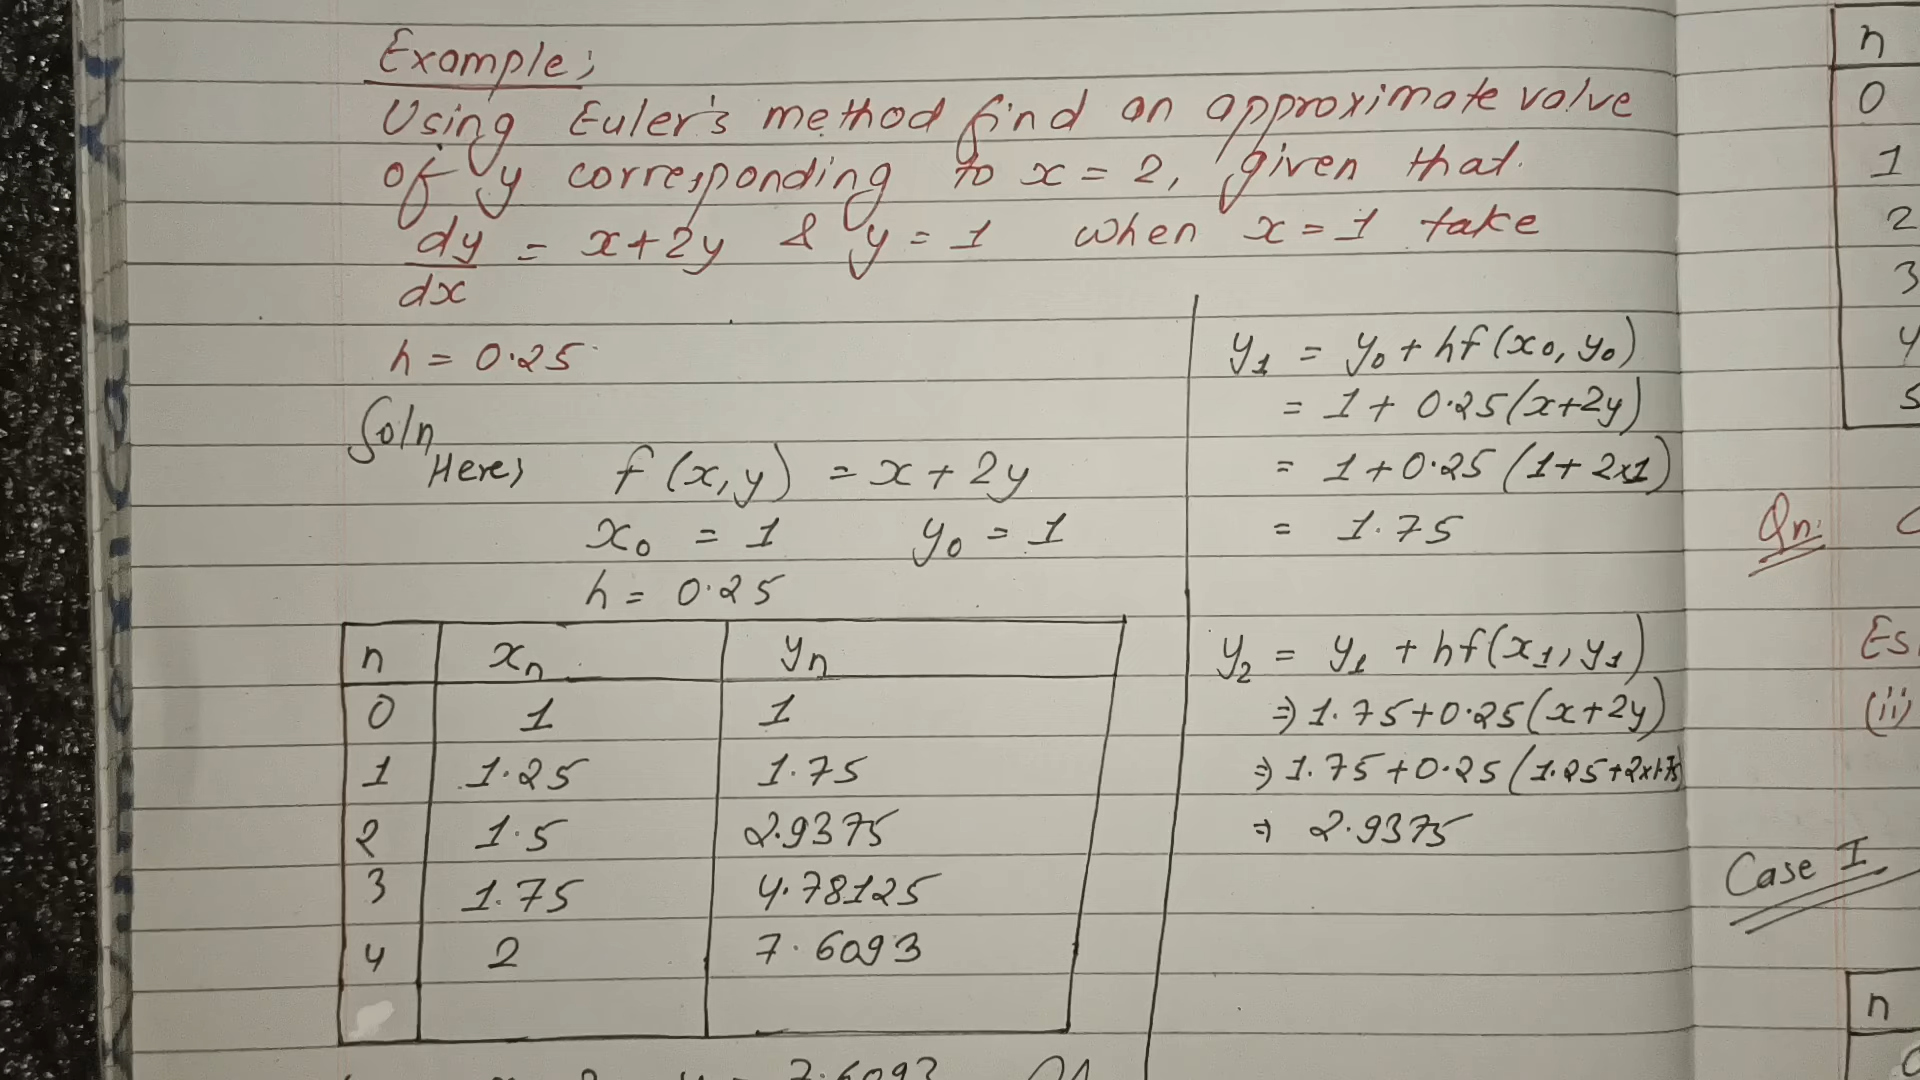 Example;
Using Euler's method find an approximate value
of y corresponding to x = 2, given that.
dy/dx = x+2y & y = 1 when x = 1 take
h = 0.25
Soln
Here; f(x,y) = x+2y
x0 = 1 y0 = 1
h = 0.25
n xn yn
0 1 1
1 1.25 1.75
2 1.5 2.9375
3 1.75 4.78125
4 2 7.6093
y1 = y0 + hf(x0, y0)
= 1 + 0.25(x+2y)
= 1+0.25 (1+2x1)
= 1.75
y2 = y1 + hf(x1, y1)
⇒ 1.75+0.25(x+2y)
⇒ 1.75+0.25(1.25+2x1.75)
⇒ 2.9375
n
0
1
2
3
4
5
Qn:
(ii)
Case I
n